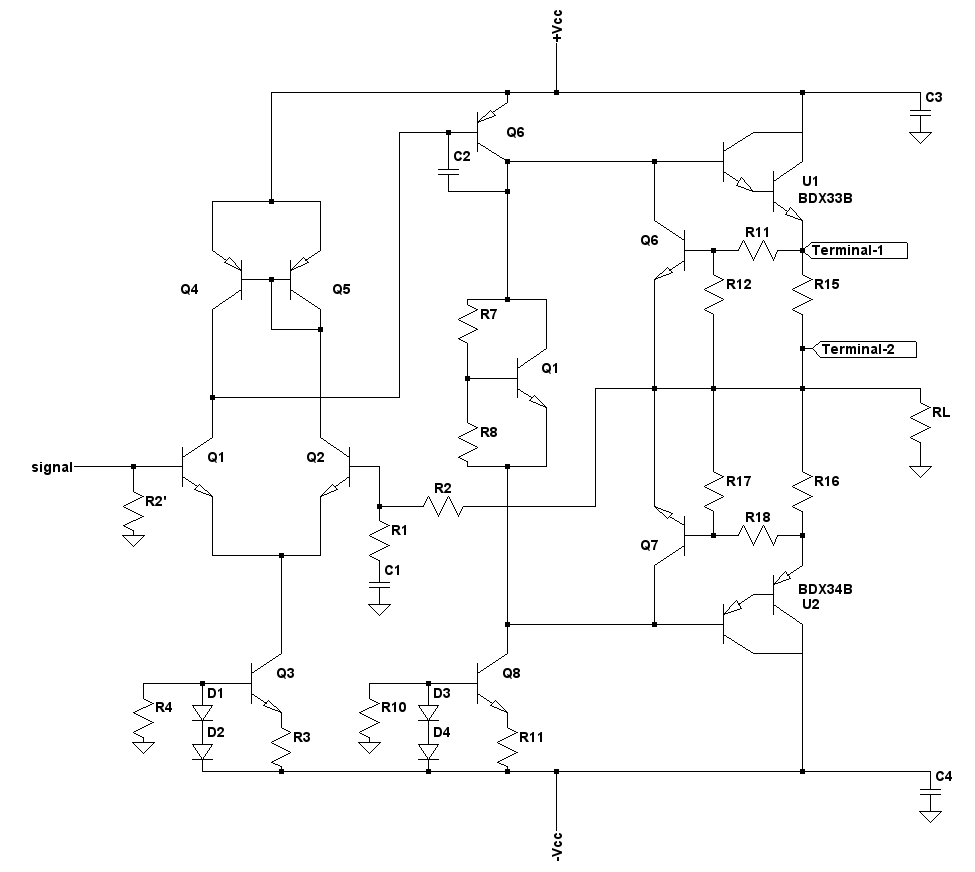 +Vcc
C3
Q6
C2
U1
BDX33B
R11
Q6
Terminal-1
Q4
Q5
R12
R15
R7
Terminal-2
Q1
R8
RL
Q1
Q2
signal
R2'
R2
R17
R16
R1
R18
Q7
C1
BDX34B
U2
Q3
Q8
D1
D3
R4
R10
D2
D4
R3
R11
C4
-Vcc